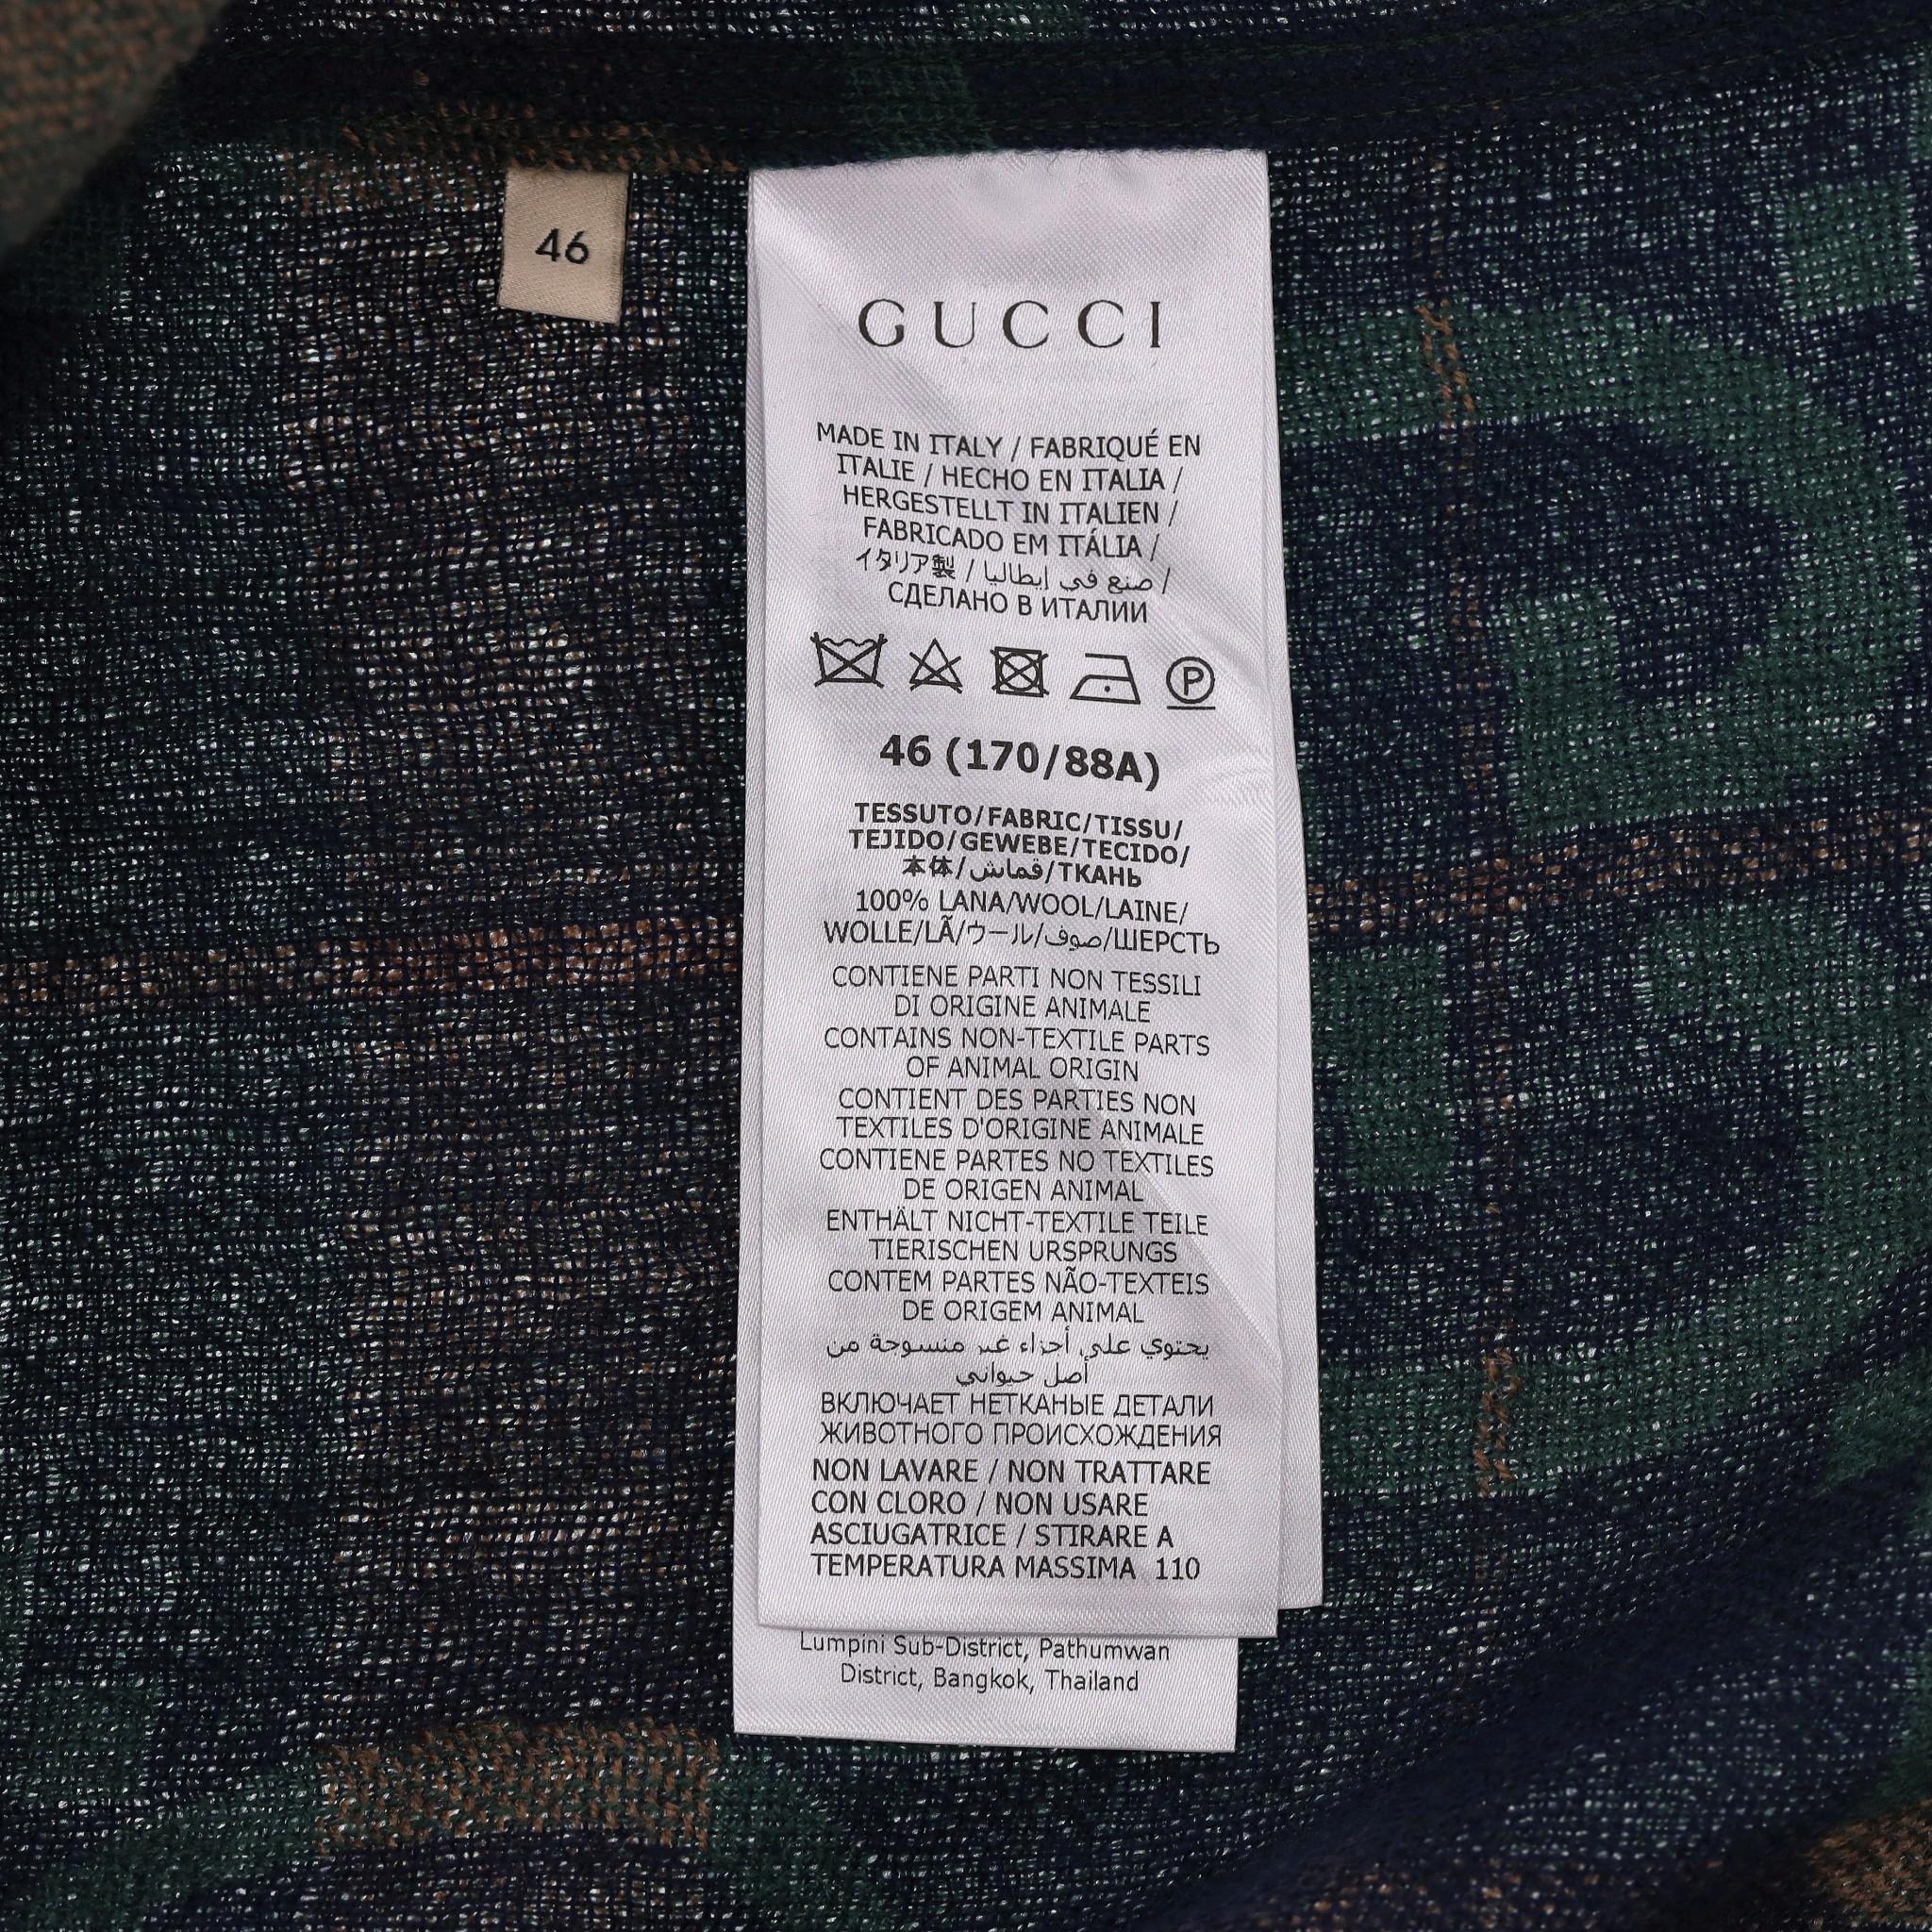 46
GUCCI
MADE IN ITALY / FABRIQUÉ EN
ITALIE / HECHO EN ITALIA /
HERGESTELLT IN ITALIEN /
FABRICADO EM ITÁLIA /
イタリア製 / صنع في إيطاليا /
СДЕЛАНО В ИТАЛИИ
P
46 (170/88A)
TESSUTO/FABRIC/TISSU/
TEJIDO/GEWEBE/TECIDO/
本体/قماش/ТКАНЬ
100% LANA/WOOL/LAINE/
WOLLE/LÃ/ウール/صوف/ШЕРСТЬ
CONTIENE PARTI NON TESSILI
DI ORIGINE ANIMALE
CONTAINS NON-TEXTILE PARTS
OF ANIMAL ORIGIN
CONTIENT DES PARTIES NON
TEXTILES D'ORIGINE ANIMALE
CONTIENE PARTES NO TEXTILES
DE ORIGEN ANIMAL
ENTHÄLT NICHT-TEXTILE TEILE
TIERISCHEN URSPRUNGS
CONTEM PARTES NÃO-TEXTEIS
DE ORIGEM ANIMAL
يحتوي على أجزاء غير منسوجة من
أصل حيواني
ВКЛЮЧАЕТ НЕТКАНЫЕ ДЕТАЛИ
ЖИВОТНОГО ПРОИСХОЖДЕНИЯ
NON LAVARE / NON TRATTARE
CON CLORO / NON USARE
ASCIUGATRICE / STIRARE A
TEMPERATURA MASSIMA 110
Lumpini Sub-District, Pathumwan
District, Bangkok, Thailand